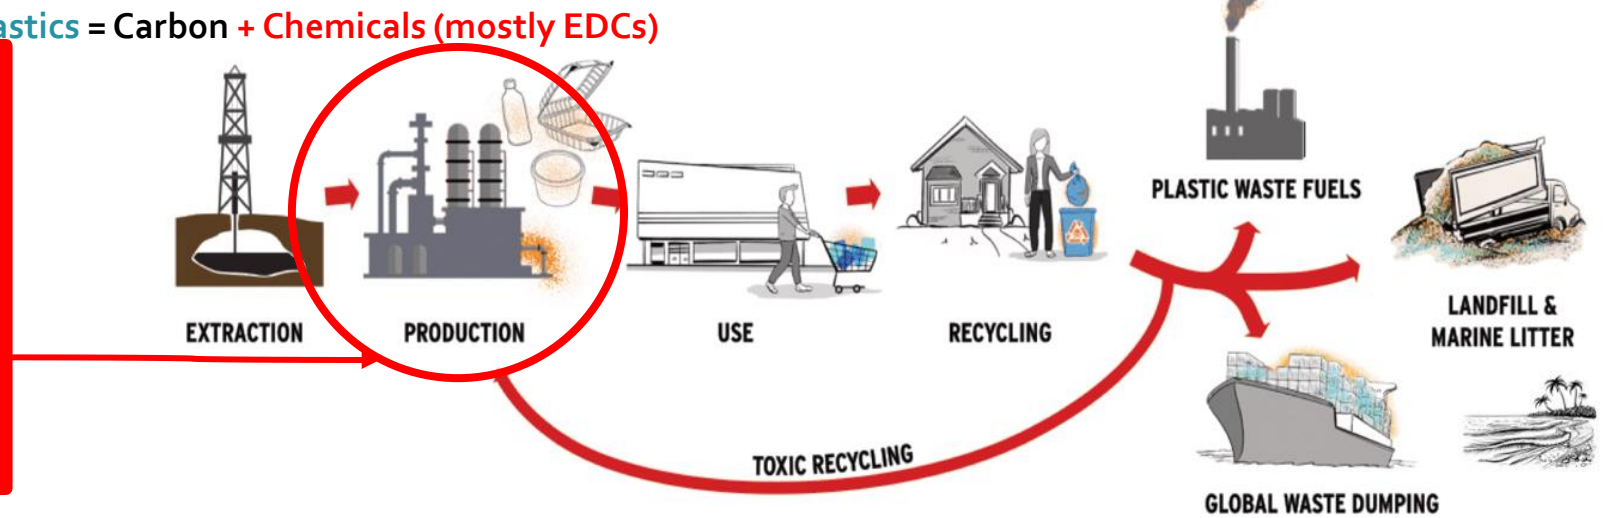 = Carbon + Chemicals (mostly EDCs)
EXTRACTION
PRODUCTION
USE
RECYCLING
PLASTIC WASTE FUELS
LANDFILL &
MARINE LITTER
TOXIC RECYCLING
GLOBAL WASTE DUMPING